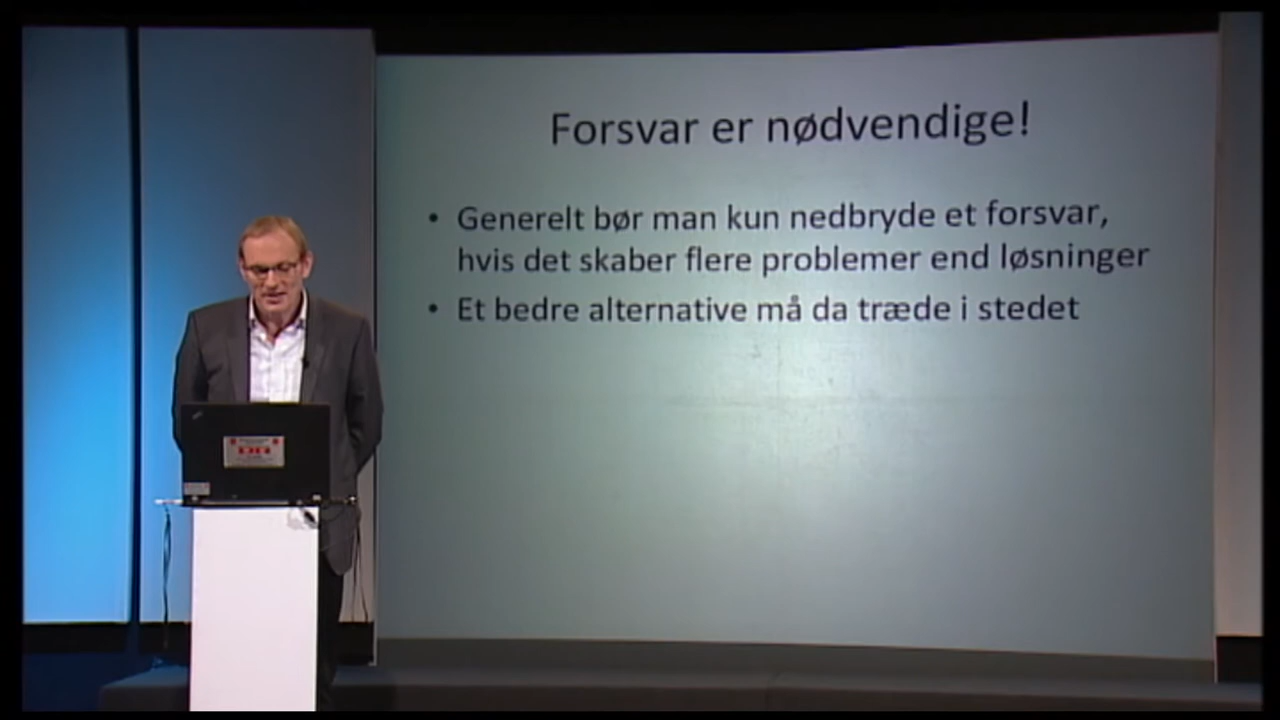 Forsvar er nødvendige!
• Generelt bør man kun nedbryde et forsvar,
hvis det skaber flere problemer end løsninger
• Et bedre alternative må da træde i stedet